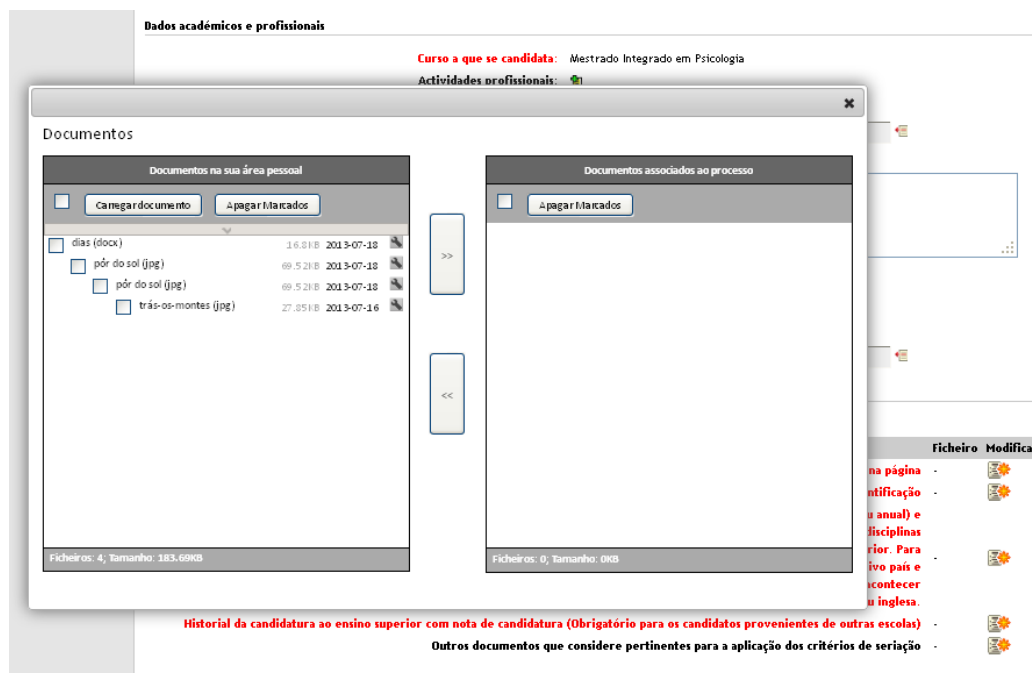 Dados académicos e profissionais
Curso a que se candidata: Mestrado Integrado em Psicologia
Actividades profissionais:
Documentos
Documentos na sua área pessoal
Carregar documento Apagar Marcados
dias (docx) 16.8KB 2013-07-18
pôr do sol (jpg) 69.52KB 2013-07-18
pôr do sol (jpg) 69.52KB 2013-07-18
trás-os-montes (jpg) 27.85KB 2013-07-16
Ficheiros: 4; Tamanho: 183.69KB
>>
<<
Documentos associados ao processo
Apagar Marcados
Ficheiros: 0; Tamanho: 0KB
Ficheiro Modifica
na página -
ntificação -
u anual) e
disciplinas
rior. Para
ivo país e -
acontecer
u inglesa.
Historial da candidatura ao ensino superior com nota de candidatura (Obrigatório para os candidatos provenientes de outras escolas) -
Outros documentos que considere pertinentes para a aplicação dos critérios de seriação -